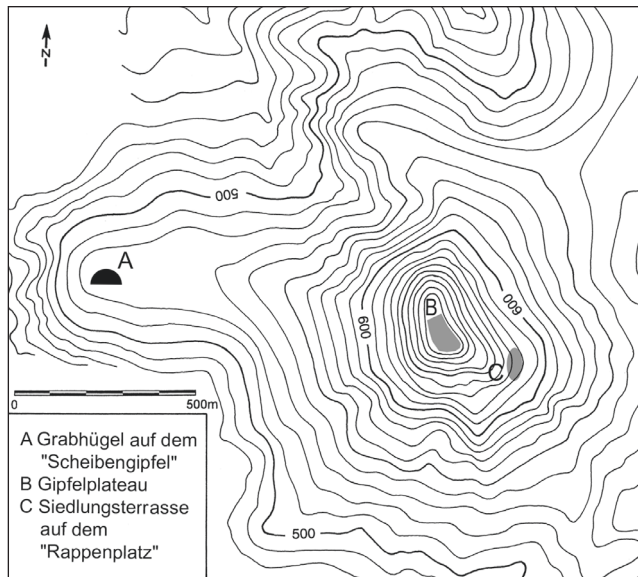 N
500
A
B
600
600
C
0 500m
500
A Grabhügel auf dem
"Scheibengipfel"
B Gipfelplateau
C Siedlungsterrasse
auf dem
"Rappenplatz"